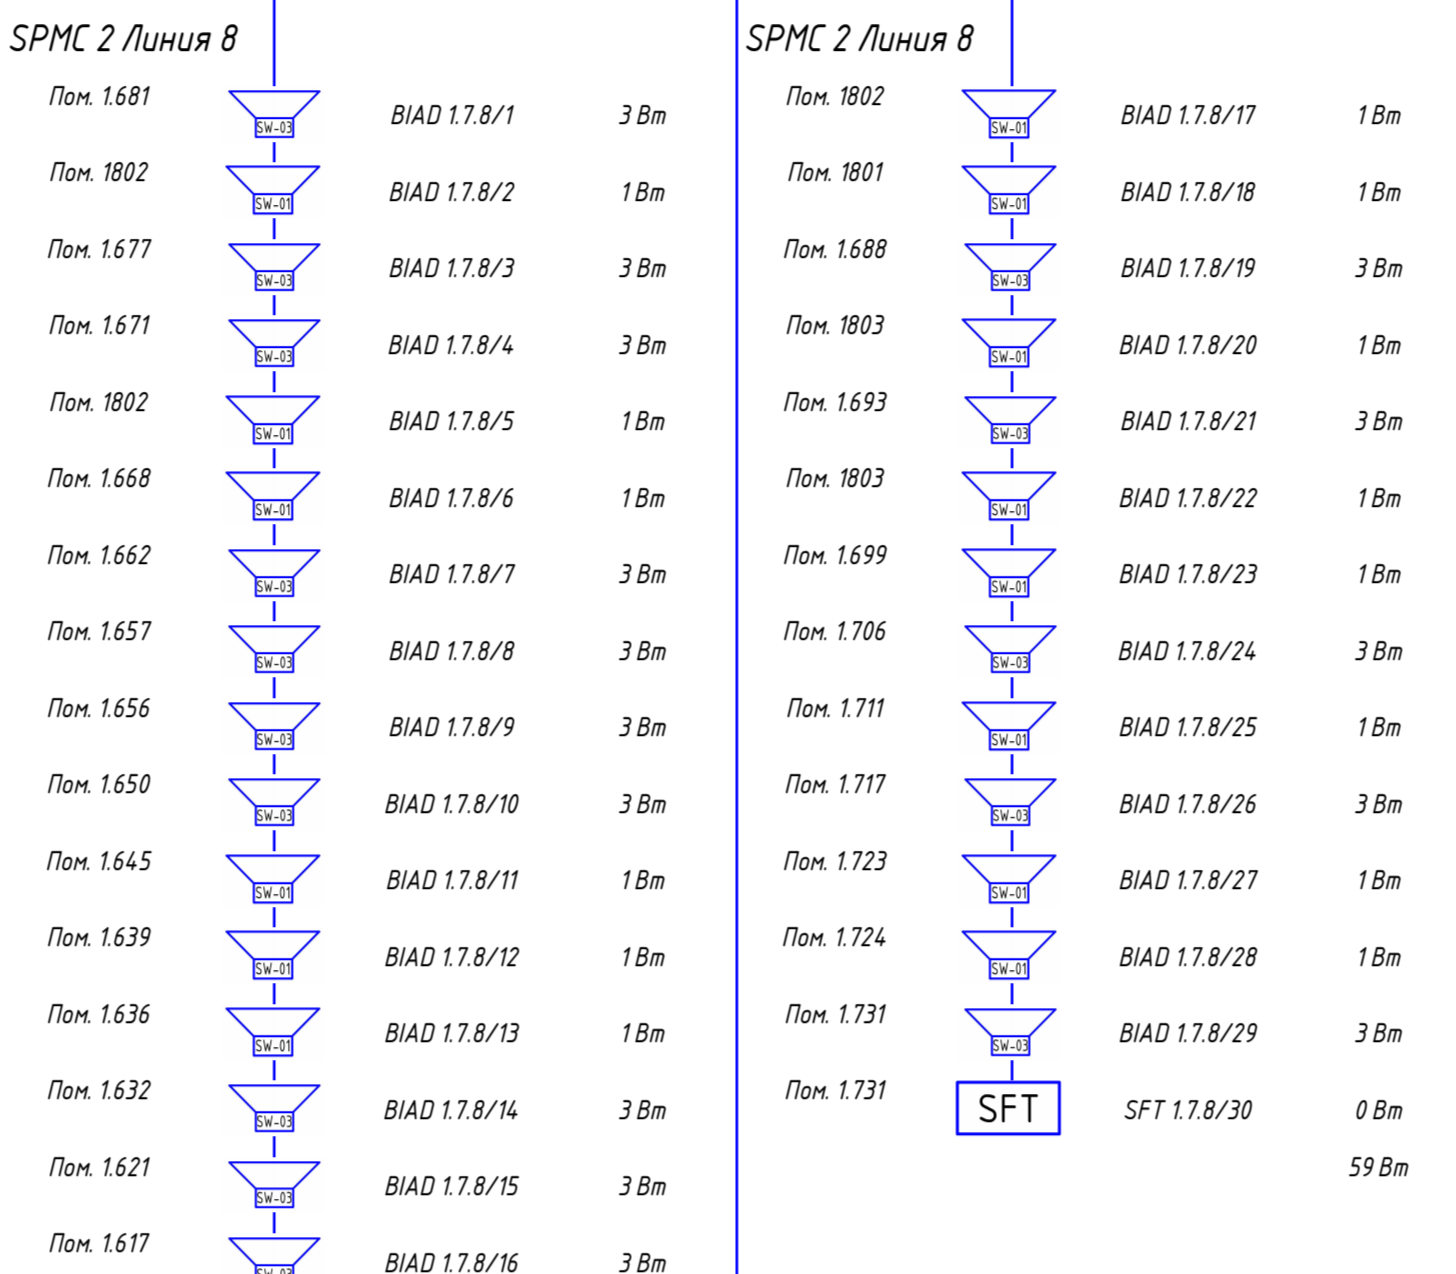 SPMC 2 Линия 8
Пом. 1.681
SW-03
BIAD 1.7.8/1
3 Вт
Пом. 1802
SW-01
BIAD 1.7.8/2
1 Вт
Пом. 1.677
SW-03
BIAD 1.7.8/3
3 Вт
Пом. 1.671
SW-03
BIAD 1.7.8/4
3 Вт
Пом. 1802
SW-01
BIAD 1.7.8/5
1 Вт
Пом. 1.668
SW-01
BIAD 1.7.8/6
1 Вт
Пом. 1.662
SW-03
BIAD 1.7.8/7
3 Вт
Пом. 1.657
SW-03
BIAD 1.7.8/8
3 Вт
Пом. 1.656
SW-03
BIAD 1.7.8/9
3 Вт
Пом. 1.650
SW-03
BIAD 1.7.8/10
3 Вт
Пом. 1.645
SW-01
BIAD 1.7.8/11
1 Вт
Пом. 1.639
SW-01
BIAD 1.7.8/12
1 Вт
Пом. 1.636
SW-01
BIAD 1.7.8/13
1 Вт
Пом. 1.632
SW-03
BIAD 1.7.8/14
3 Вт
Пом. 1.621
SW-03
BIAD 1.7.8/15
3 Вт
Пом. 1.617
SW-03
BIAD 1.7.8/16
3 Вт
SPMC 2 Линия 8
Пом. 1802
SW-01
BIAD 1.7.8/17
1 Вт
Пом. 1801
SW-01
BIAD 1.7.8/18
1 Вт
Пом. 1.688
SW-03
BIAD 1.7.8/19
3 Вт
Пом. 1803
SW-01
BIAD 1.7.8/20
1 Вт
Пом. 1.693
SW-03
BIAD 1.7.8/21
3 Вт
Пом. 1803
SW-01
BIAD 1.7.8/22
1 Вт
Пом. 1.699
SW-01
BIAD 1.7.8/23
1 Вт
Пом. 1.706
SW-03
BIAD 1.7.8/24
3 Вт
Пом. 1.711
SW-01
BIAD 1.7.8/25
1 Вт
Пом. 1.717
SW-03
BIAD 1.7.8/26
3 Вт
Пом. 1.723
SW-01
BIAD 1.7.8/27
1 Вт
Пом. 1.724
SW-01
BIAD 1.7.8/28
1 Вт
Пом. 1.731
SW-03
BIAD 1.7.8/29
3 Вт
Пом. 1.731
SFT
SFT 1.7.8/30
0 Вт
59 Вт